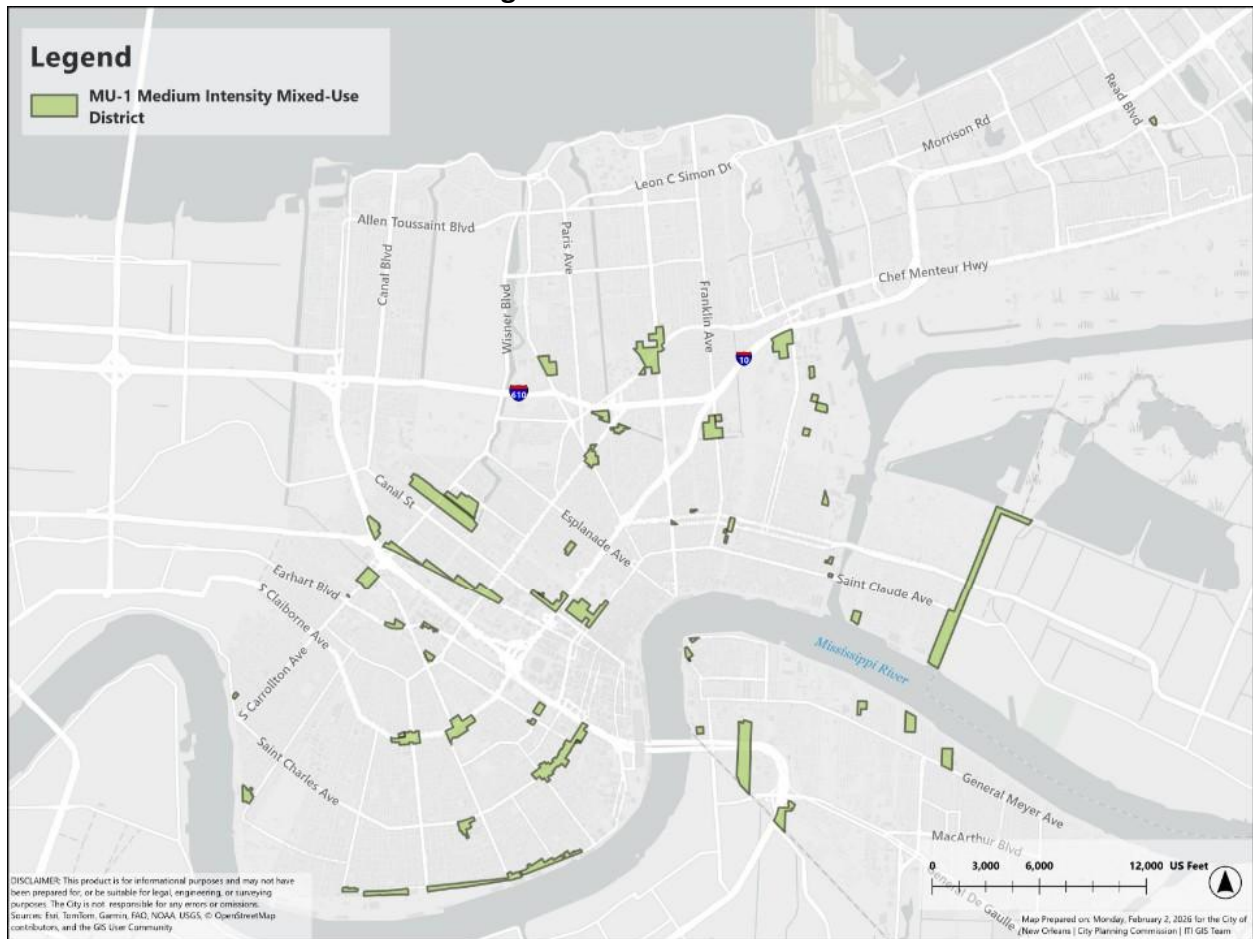 Legend
MU-1 Medium Intensity Mixed-Use
District
Read Blvd
Morrison Rd
Leon C Simon Dr
Allen Toussaint Blvd
Paris Ave
Canal Blvd
Chef Menteur Hwy
Wisner Blvd
Franklin Ave
10
610
Canal St
Esplanade Ave
Earhart Blvd
Saint Claude Ave
S Claiborne Ave
Mississippi River
S Carrollton Ave
Saint Charles Ave
General Meyer Ave
MacArthur Blvd
0 3,000 6,000 12,000 US Feet
General De Gaulle
DISCLAIMER: This product is for informational purposes and may not have
been prepared for, or be suitable for legal, engineering, or surveying
purposes. The City is not responsible for any errors or omissions.
Sources: Esri, TomTom, Garmin, FAO, NOAA, USGS, © OpenStreetMap
contributors, and the GIS User Community
Map Prepared on: Monday, February 2, 2026 for the City of
New Orleans | City Planning Commission | ITI GIS Team